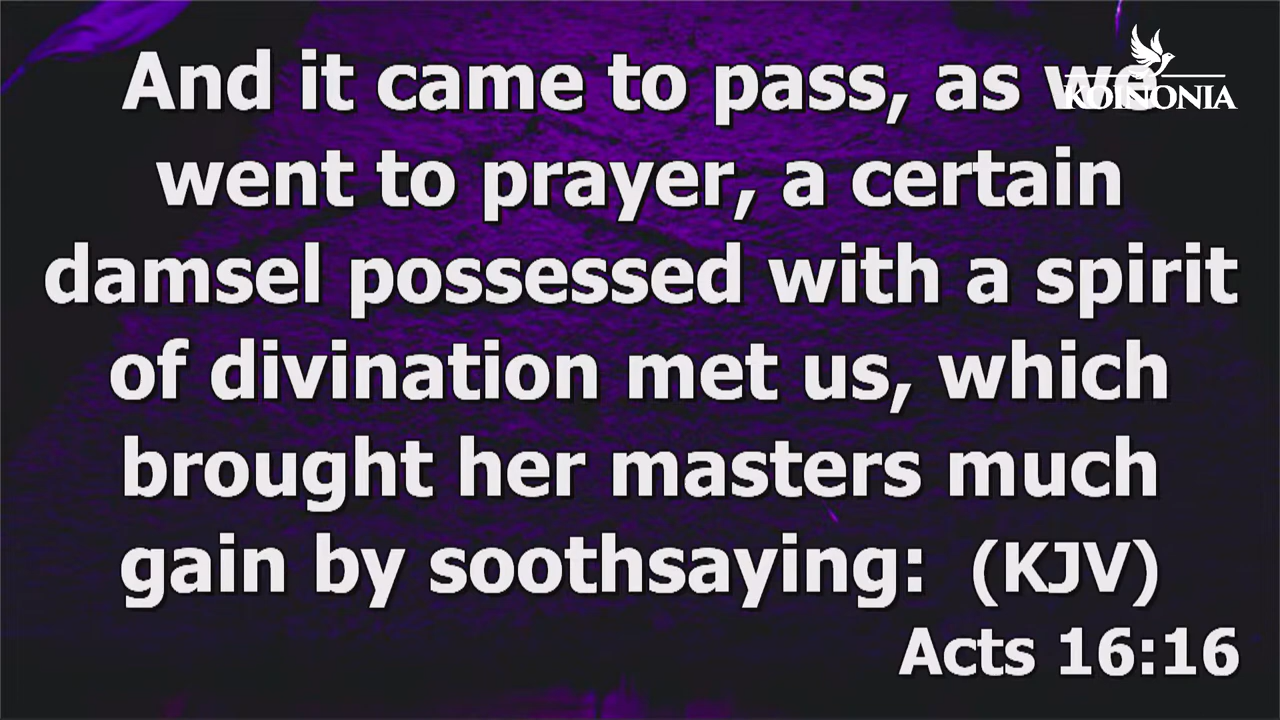 And it came to pass, as we
KOINONIA
went to prayer, a certain
damsel possessed with a spirit
of divination met us, which
brought her masters much
gain by soothsaying: (KJV)
Acts 16:16